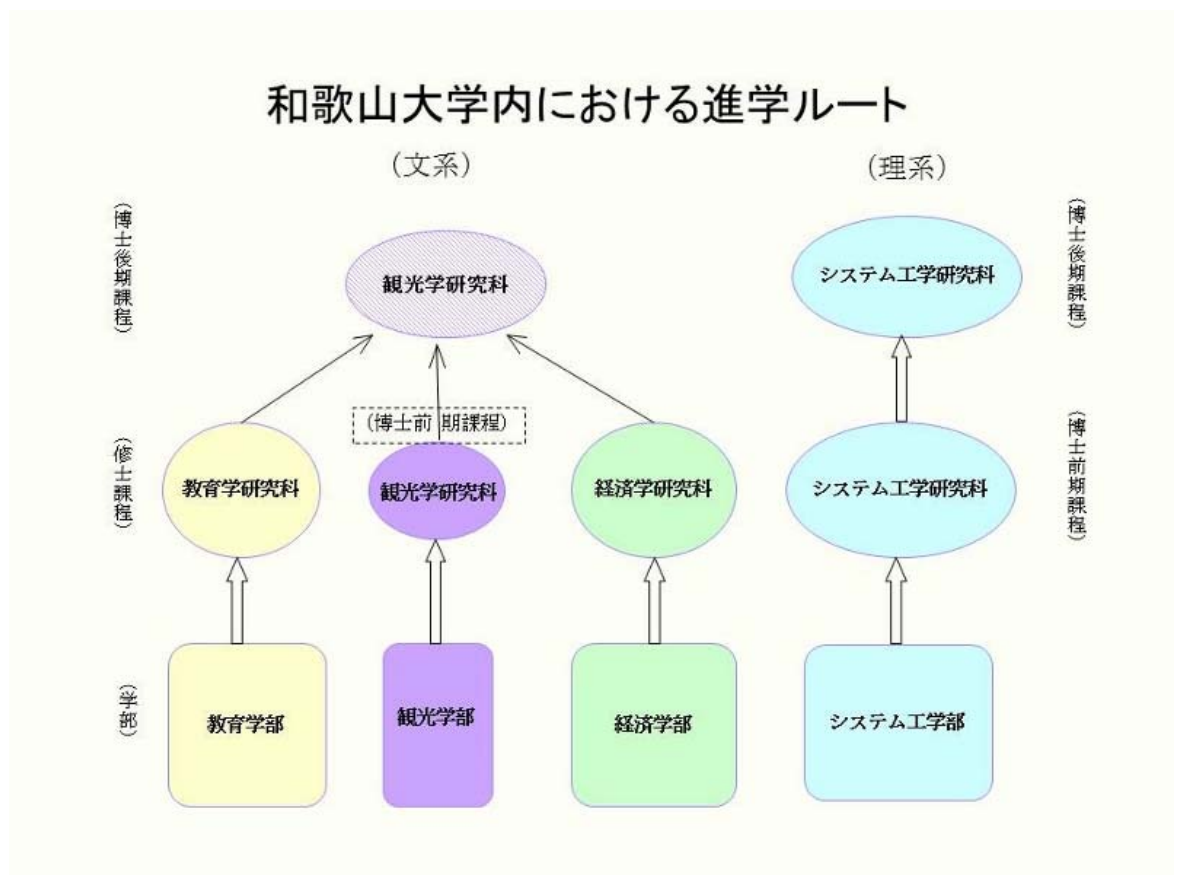 和歌山大学内における進学ルート
（文系）
（理系）
（博士後期課程）
観光学研究科
システム工学研究科
（博士後期課程）
（博士前期課程）
（修士課程）
教育学研究科
観光学研究科
経済学研究科
システム工学研究科
（博士前期課程）
（学部）
教育学部
観光学部
経済学部
システム工学部